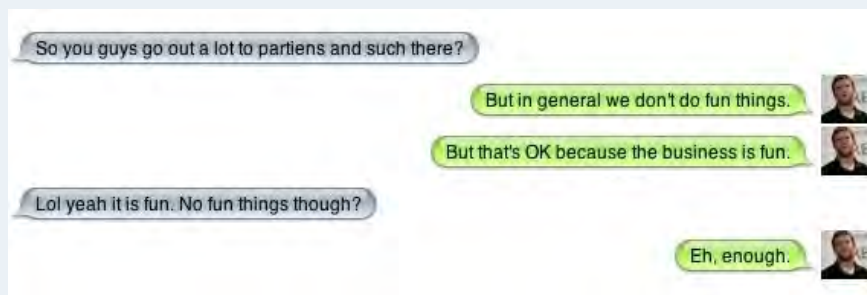 So you guys go out a lot to partiens and such there?
But in general we don't do fun things.
But that's OK because the business is fun.
Lol yeah it is fun. No fun things though?
Eh, enough.